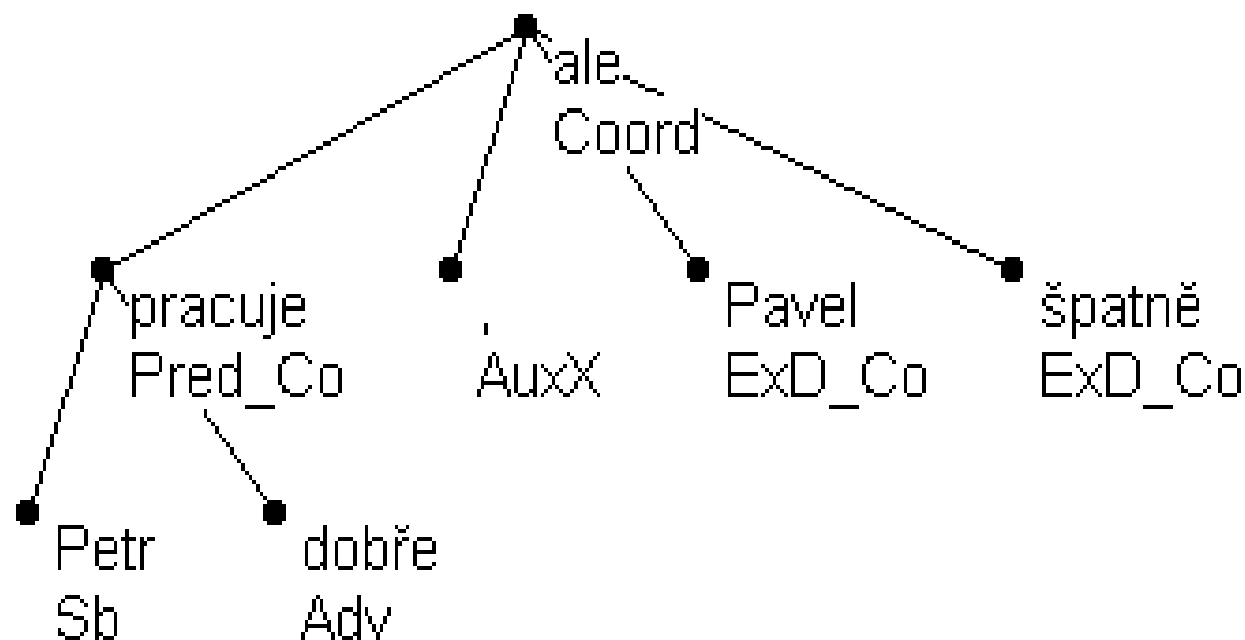 ale
Coord
pracuje , Pavel špatně
Pred_Co AuxX ExD_Co ExD_Co
Petr dobře
Sb Adv